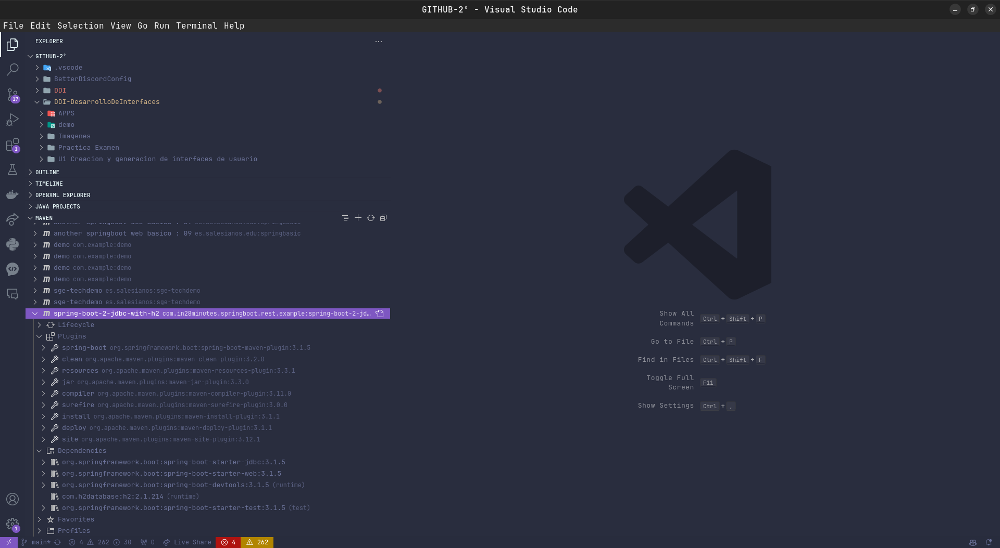 GITHUB-2° - Visual Studio Code
File Edit Selection View Go Run Terminal Help
EXPLORER
GITHUB-2°
.vscode
BetterDiscordConfig
DDI
DDI-DesarrolloDeInterfaces
APPS
demo
Imagenes
Practica Examen
U1 Creacion y generacion de interfaces de usuario
OUTLINE
TIMELINE
OPENXML EXPLORER
JAVA PROJECTS
MAVEN
another springboot web basico : 09 es.salesianos.edu:springbasic
demo com.example:demo
demo com.example:demo
demo com.example:demo
demo com.example:demo
sge-techdemo es.salesianos:sge-techdemo
sge-techdemo es.salesianos:sge-techdemo
spring-boot-2-jdbc-with-h2 com.in28minutes.springboot.rest.example:spring-boot-2-jd…
Lifecycle
Plugins
spring-boot org.springframework.boot:spring-boot-maven-plugin:3.1.5
clean org.apache.maven.plugins:maven-clean-plugin:3.2.0
resources org.apache.maven.plugins:maven-resources-plugin:3.3.1
jar org.apache.maven.plugins:maven-jar-plugin:3.3.0
compiler org.apache.maven.plugins:maven-compiler-plugin:3.11.0
surefire org.apache.maven.plugins:maven-surefire-plugin:3.0.0
install org.apache.maven.plugins:maven-install-plugin:3.1.1
deploy org.apache.maven.plugins:maven-deploy-plugin:3.1.1
site org.apache.maven.plugins:maven-site-plugin:3.12.1
Dependencies
org.springframework.boot:spring-boot-starter-jdbc:3.1.5
org.springframework.boot:spring-boot-starter-web:3.1.5
org.springframework.boot:spring-boot-devtools:3.1.5 (runtime)
com.h2database:h2:2.1.214 (runtime)
org.springframework.boot:spring-boot-starter-test:3.1.5 (test)
Favorites
Profiles
17
1
1
Show All Commands Ctrl + Shift + P
Go to File Ctrl + P
Find in Files Ctrl + Shift + F
Toggle Full Screen F11
Show Settings Ctrl + ,
main* 4 262 30 0 Live Share 4 262